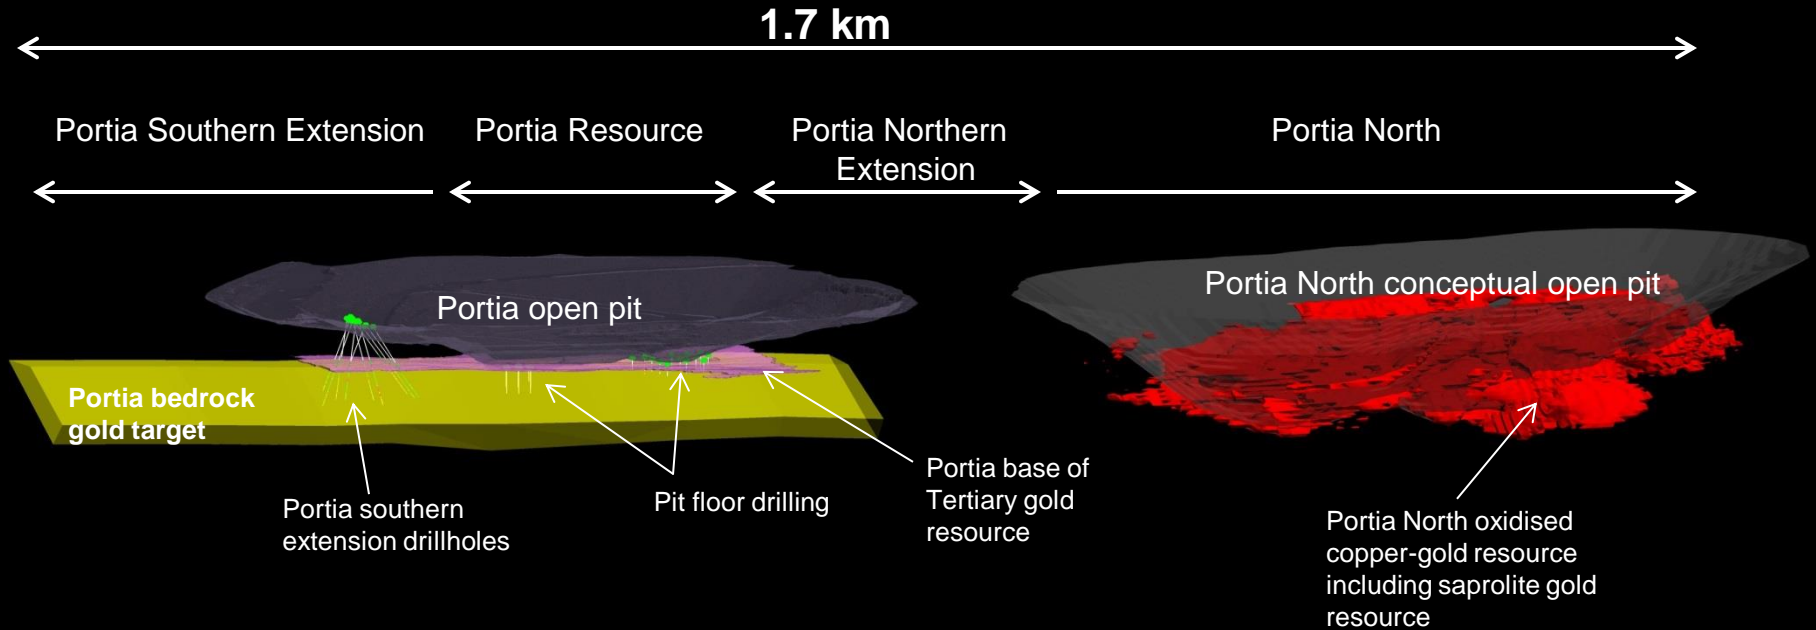 1.7 km
Portia Southern Extension
Portia Resource
Portia Northern
Extension
Portia North
Portia open pit
Portia North conceptual open pit
Portia bedrock
gold target
Portia southern
extension drillholes
Pit floor drilling
Portia base of
Tertiary gold
resource
Portia North oxidised
copper-gold resource
including saprolite gold
resource